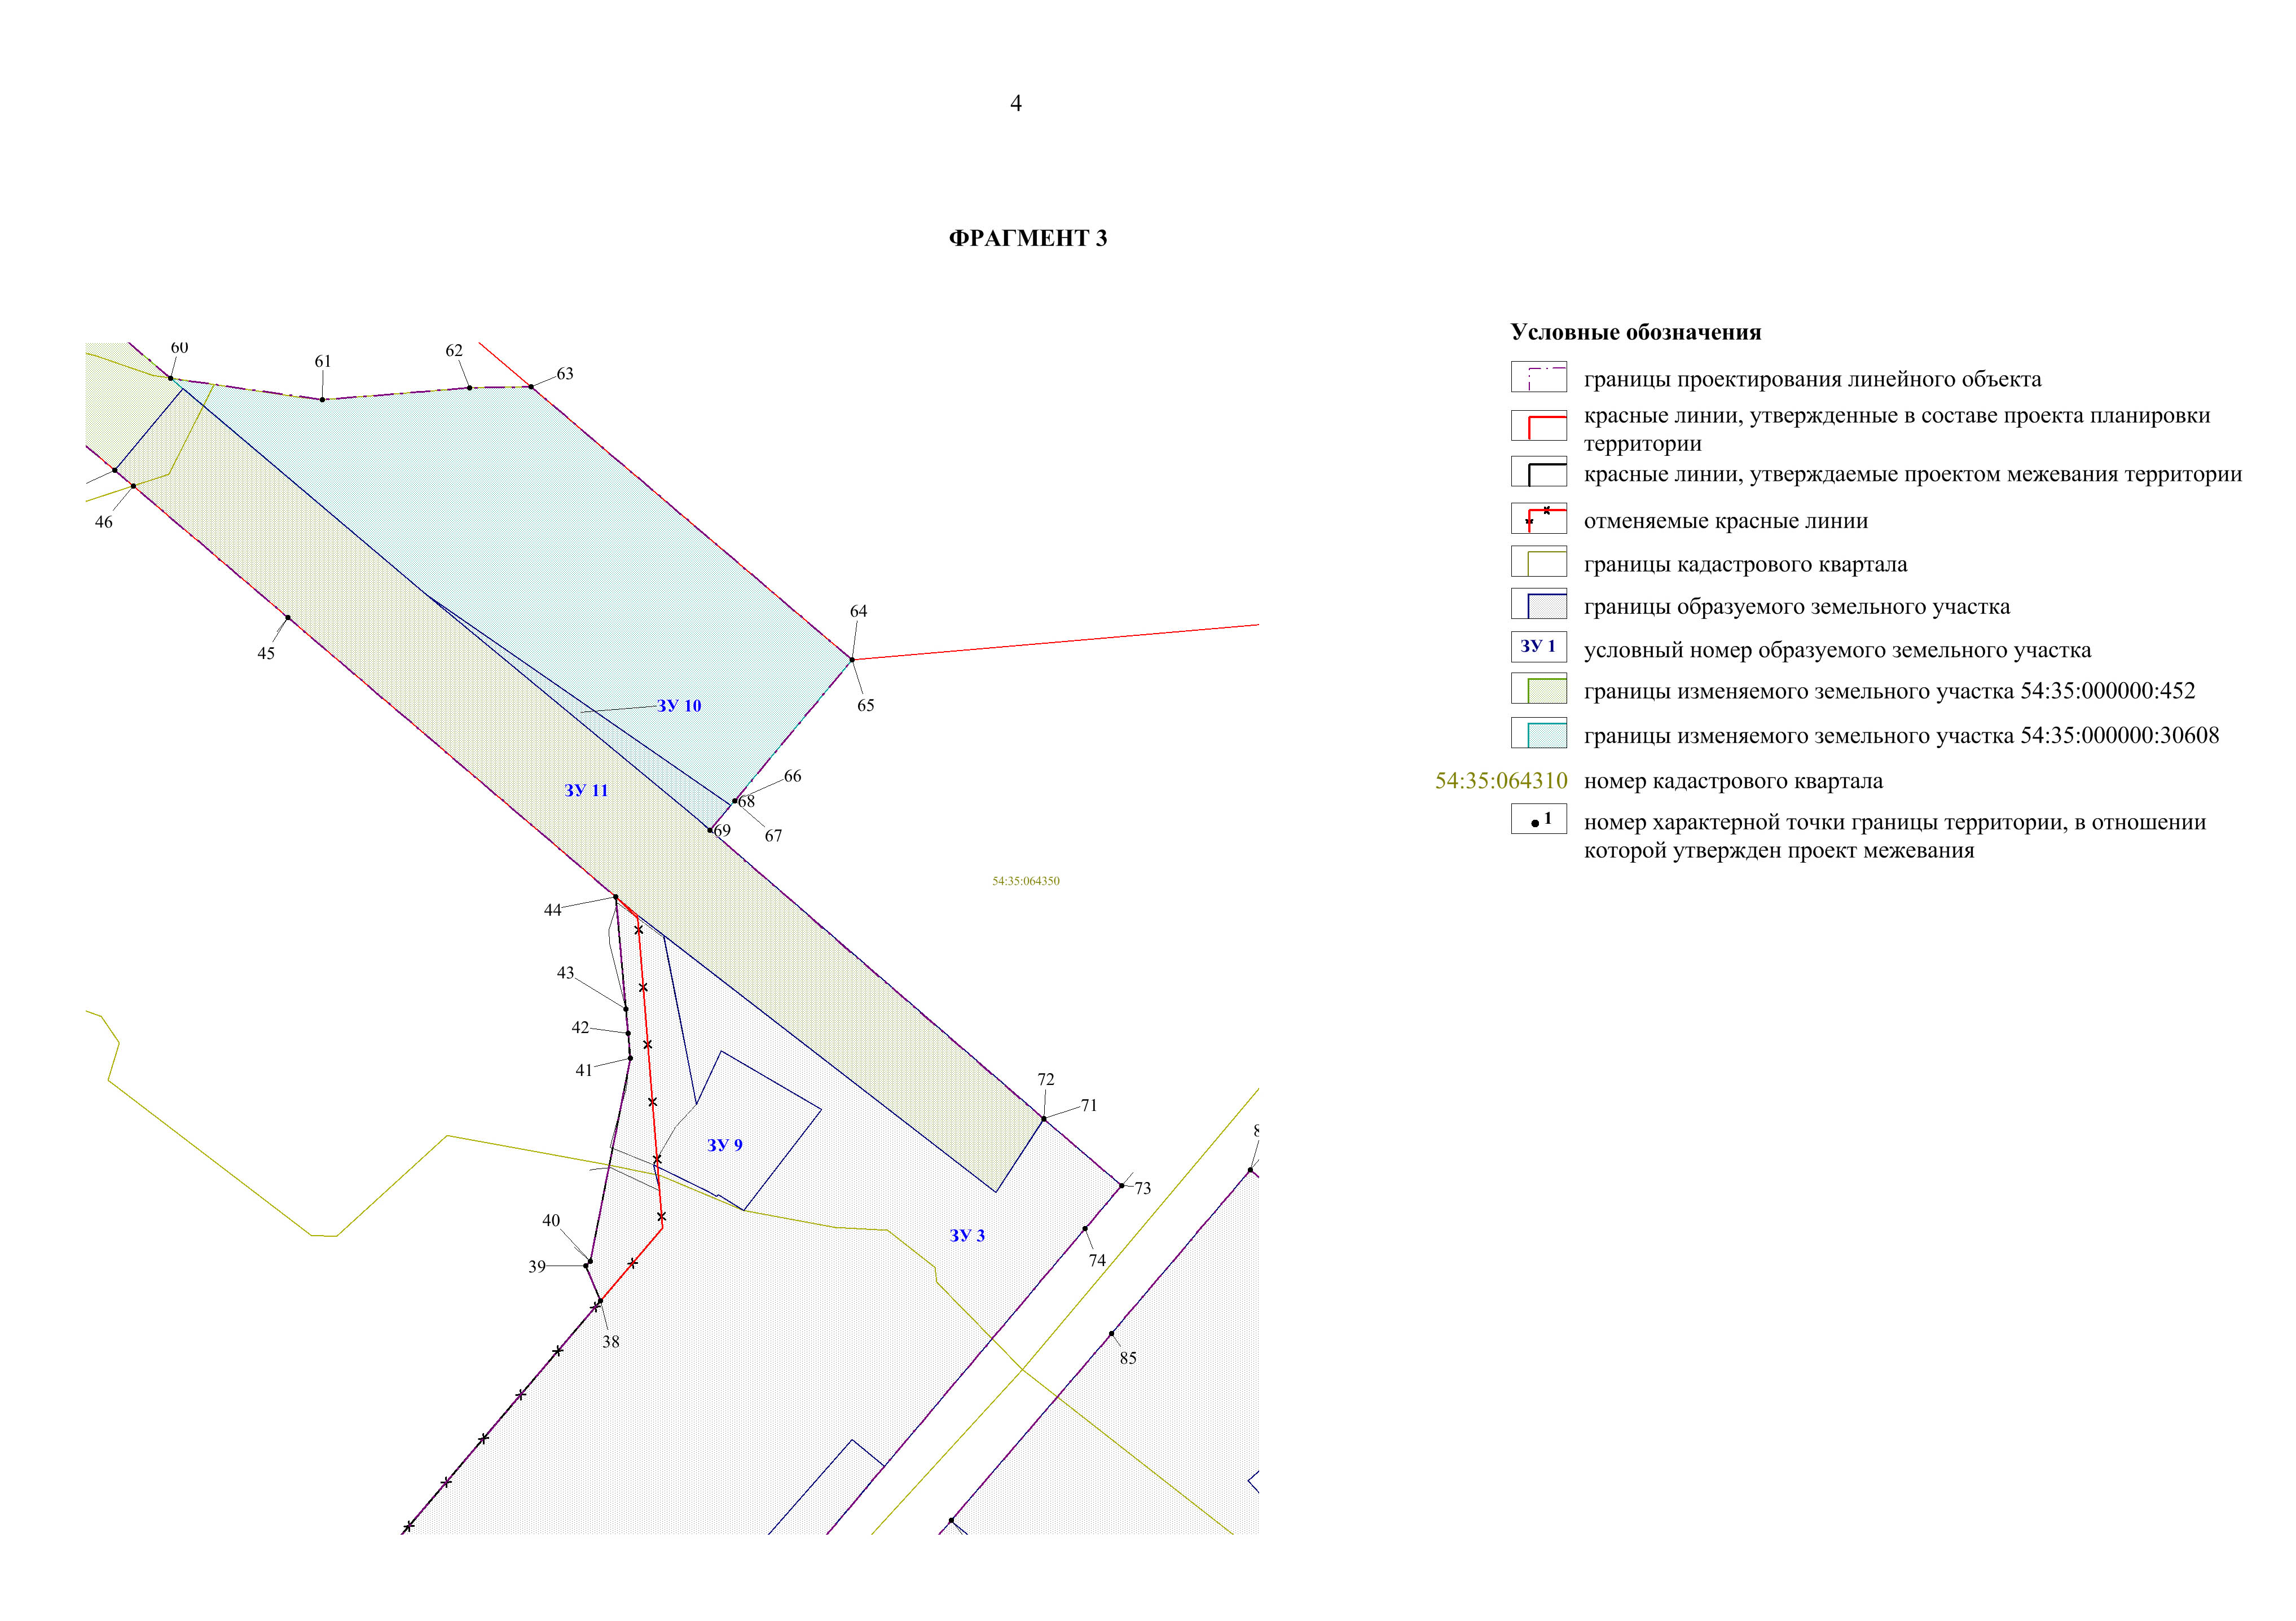 4
ФРАГМЕНТ 3
Условные обозначения
границы проектирования линейного объекта
красные линии, утвержденные в составе проекта планировки
территории
красные линии, утверждаемые проектом межевания территории
отменяемые красные линии
границы кадастрового квартала
границы образуемого земельного участка
ЗУ 1 условный номер образуемого земельного участка
границы изменяемого земельного участка 54:35:000000:452
границы изменяемого земельного участка 54:35:000000:30608
54:35:064310 номер кадастрового квартала
1 номер характерной точки границы территории, в отношении
которой утвержден проект межевания
60
61
62
63
46
45
64
65
ЗУ 10
ЗУ 11
66
68
67
69
54:35:064350
44
43
42
41
72
71
ЗУ 9
73
40
39
ЗУ 3
74
38
85